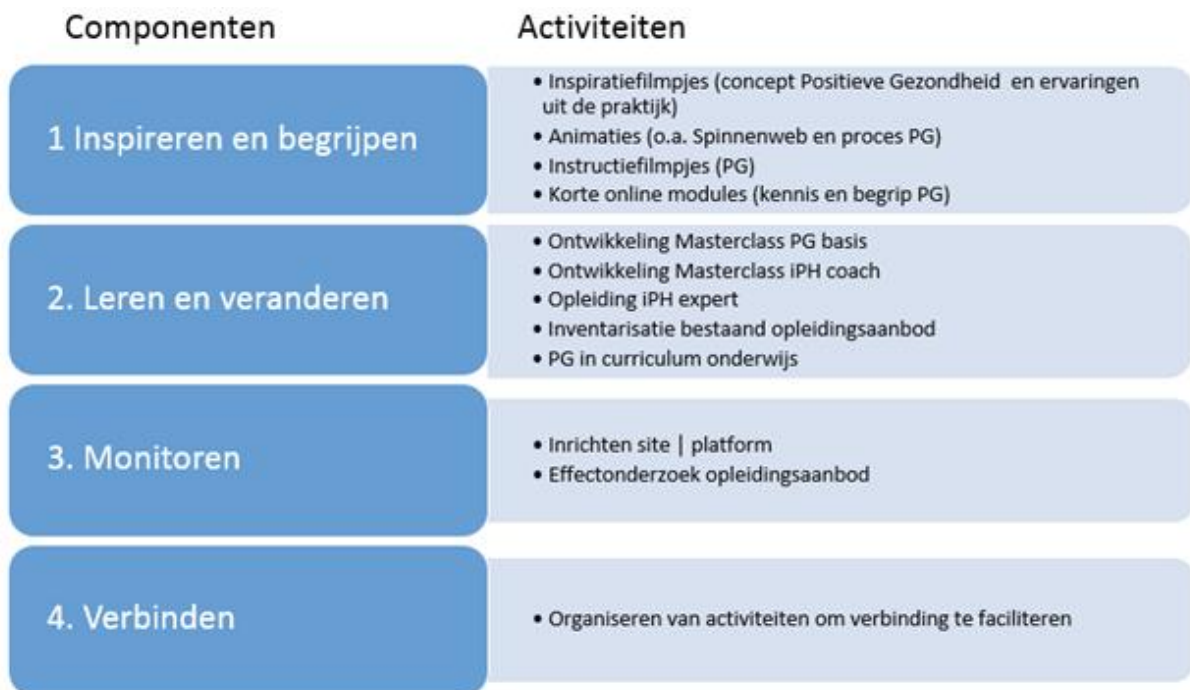 Componenten
Activiteiten
1 Inspireren en begrijpen
• Inspiratiefilmpjes (concept Positieve Gezondheid en ervaringen
uit de praktijk)
• Animaties (o.a. Spinnenweb en proces PG)
• Instructiefilmpjes (PG)
• Korte online modules (kennis en begrip PG)
2. Leren en veranderen
• Ontwikkeling Masterclass PG basis
• Ontwikkeling Masterclass iPH coach
• Opleiding iPH expert
• Inventarisatie bestaand opleidingsaanbod
• PG in curriculum onderwijs
3. Monitoren
• Inrichten site | platform
• Effectonderzoek opleidingsaanbod
4. Verbinden
• Organiseren van activiteiten om verbinding te faciliteren